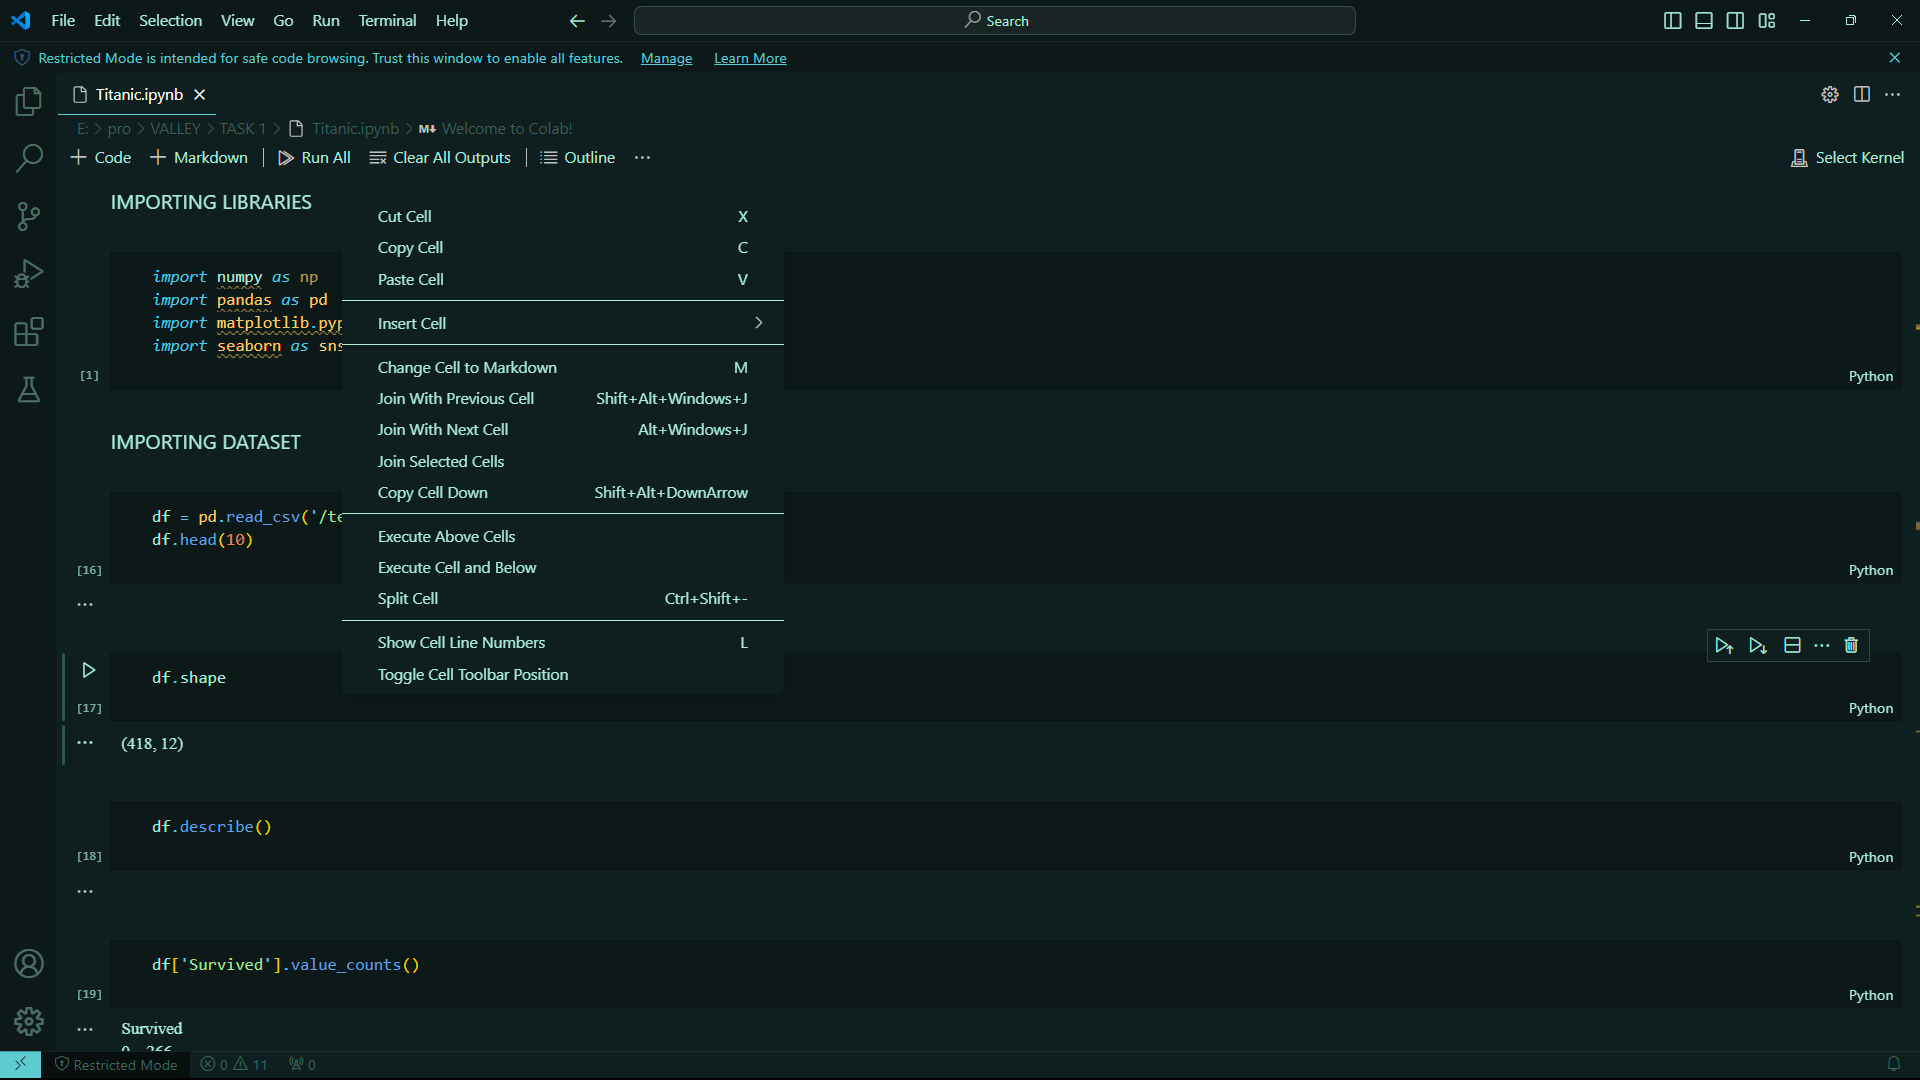 File Edit Selection View Go Run Terminal Help Search
Restricted Mode is intended for safe code browsing. Trust this window to enable all features. Manage Learn More
Titanic.ipynb
E: > pro > VALLEY > TASK 1 > Titanic.ipynb > M↓ Welcome to Colab!
+ Code + Markdown Run All Clear All Outputs Outline ··· Select Kernel
IMPORTING LIBRARIES
import numpy as np
import pandas as pd
import matplotlib.pyp
import seaborn as sns
[1] Python
IMPORTING DATASET
df = pd.read_csv('/te
df.head(10)
[16] Python
...
df.shape
[17] Python
... (418, 12)
df.describe()
[18] Python
...
df['Survived'].value_counts()
[19] Python
... Survived
0 266
Cut Cell X
Copy Cell C
Paste Cell V
Insert Cell >
Change Cell to Markdown M
Join With Previous Cell Shift+Alt+Windows+J
Join With Next Cell Alt+Windows+J
Join Selected Cells
Copy Cell Down Shift+Alt+DownArrow
Execute Above Cells
Execute Cell and Below
Split Cell Ctrl+Shift+-
Show Cell Line Numbers L
Toggle Cell Toolbar Position
Restricted Mode 0 11 0